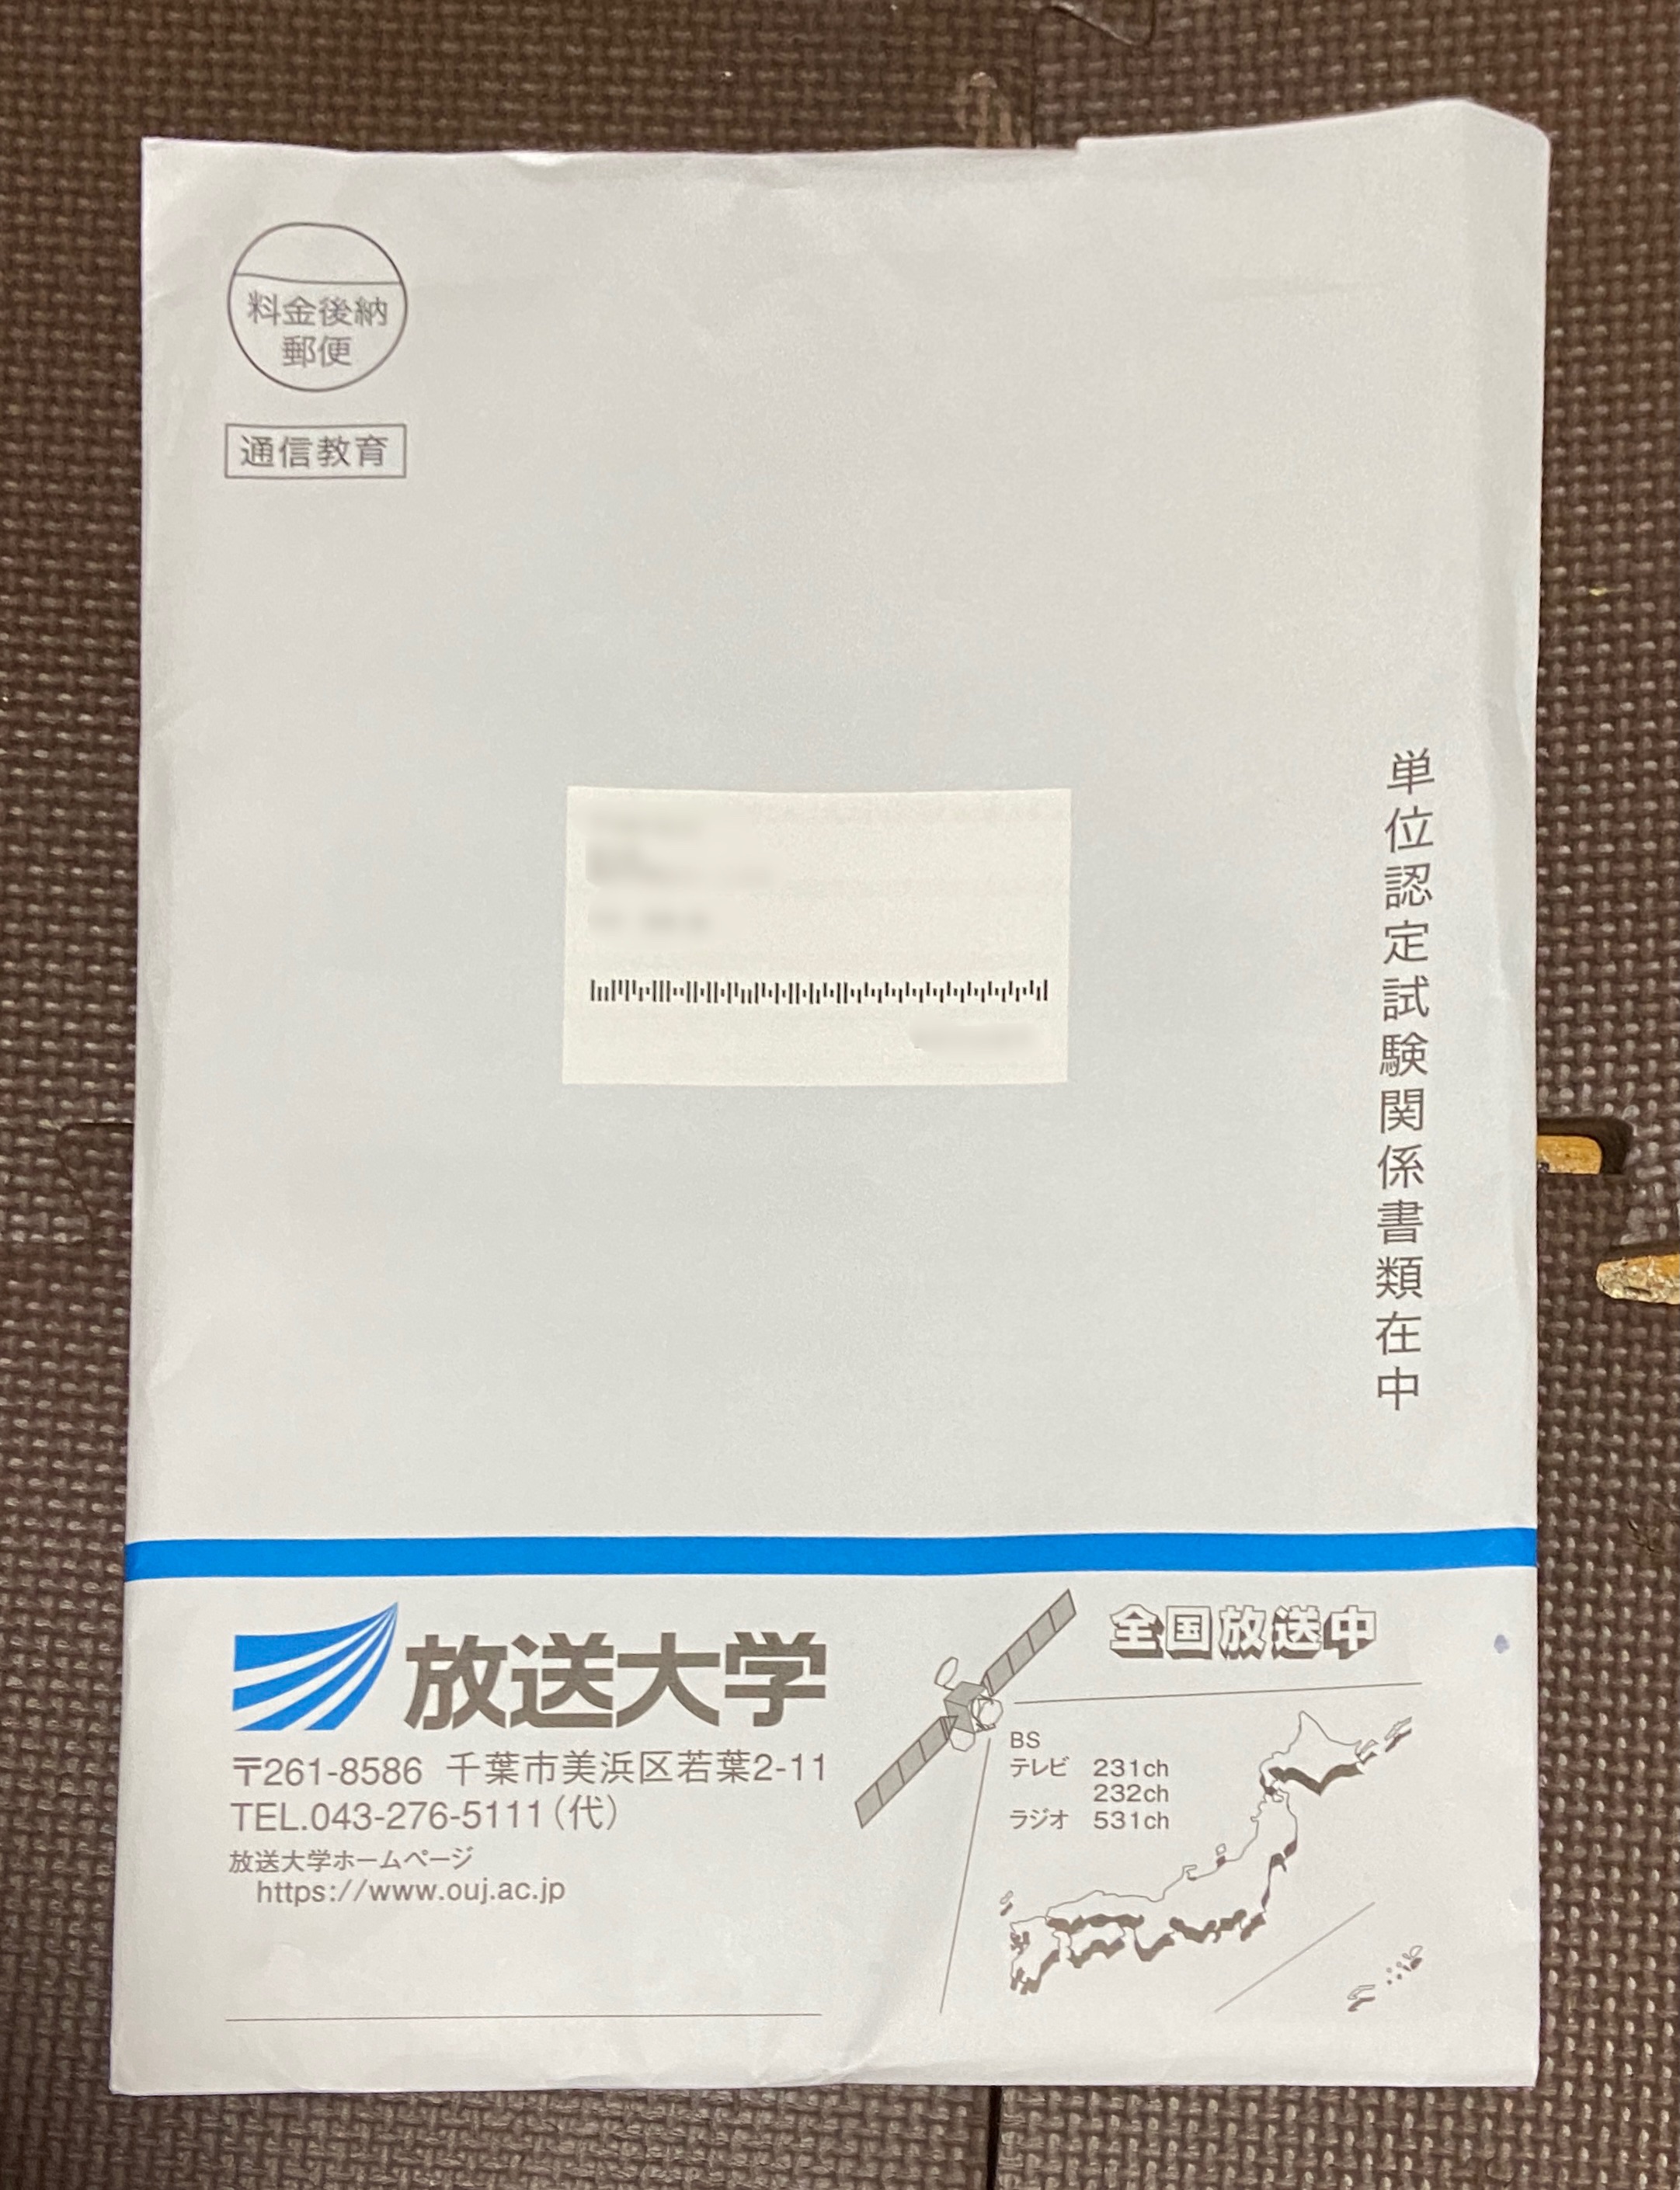 料金後納
郵便
通信教育
単位認定試験関係書類在中
放送大学
〒261-8586 千葉市美浜区若葉2-11
TEL.043-276-5111(代)
放送大学ホームページ
https://www.ouj.ac.jp
全国放送中
BS
テレビ 231ch
232ch
ラジオ 531ch